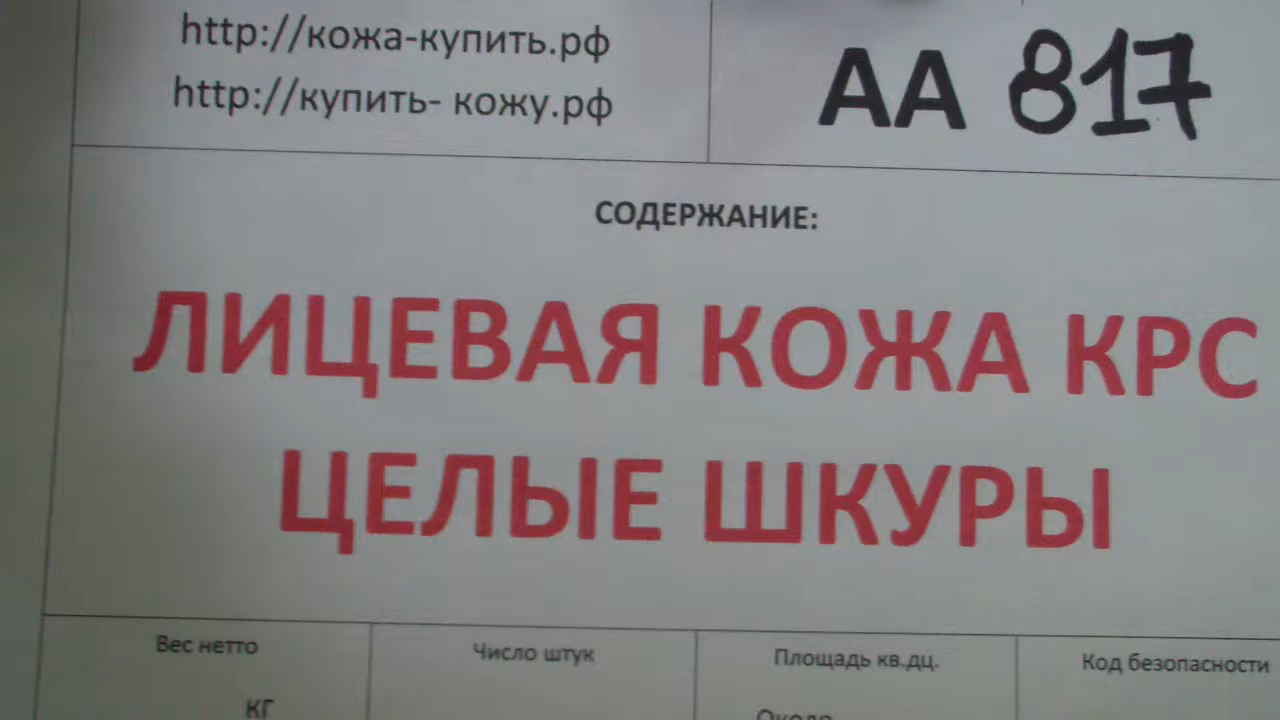 http://кожа-купить.рф
http://купить- кожу.рф
АА 817
СОДЕРЖАНИЕ:
ЛИЦЕВАЯ КОЖА КРС
ЦЕЛЫЕ ШКУРЫ
Вес нетто
Число штук
Площадь кв.дц.
Код безопасности
кг
Около